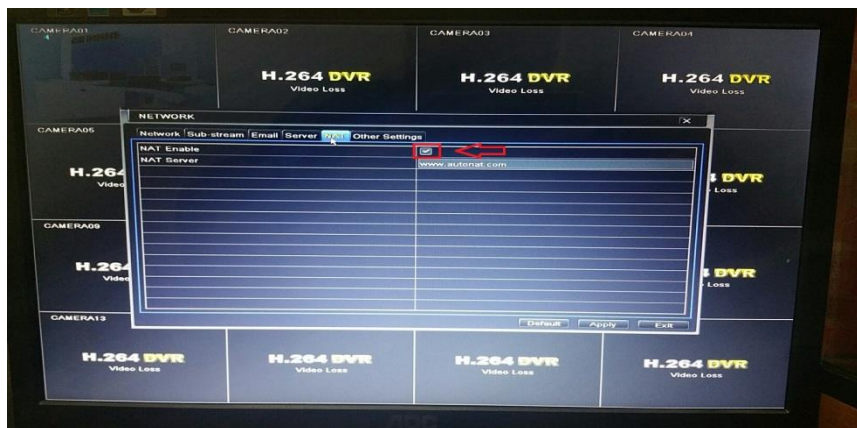 CAMERA01
CAMERA02
CAMERA03
CAMERA04
H.264 DVR
Video Loss
H.264 DVR
Video Loss
H.264 DVR
Video Loss
NETWORK
CAMERA05
Network Sub-stream Email Server NAT Other Settings
NAT Enable
NAT Server
www.autonat.com
H.264
Video
DVR
Loss
CAMERA09
H.264
Video
DVR
Loss
CAMERA13
Default Apply Exit
H.264 DVR
Video Loss
H.264 DVR
Video Loss
H.264 DVR
Video Loss
H.264 DVR
Video Loss
AOC